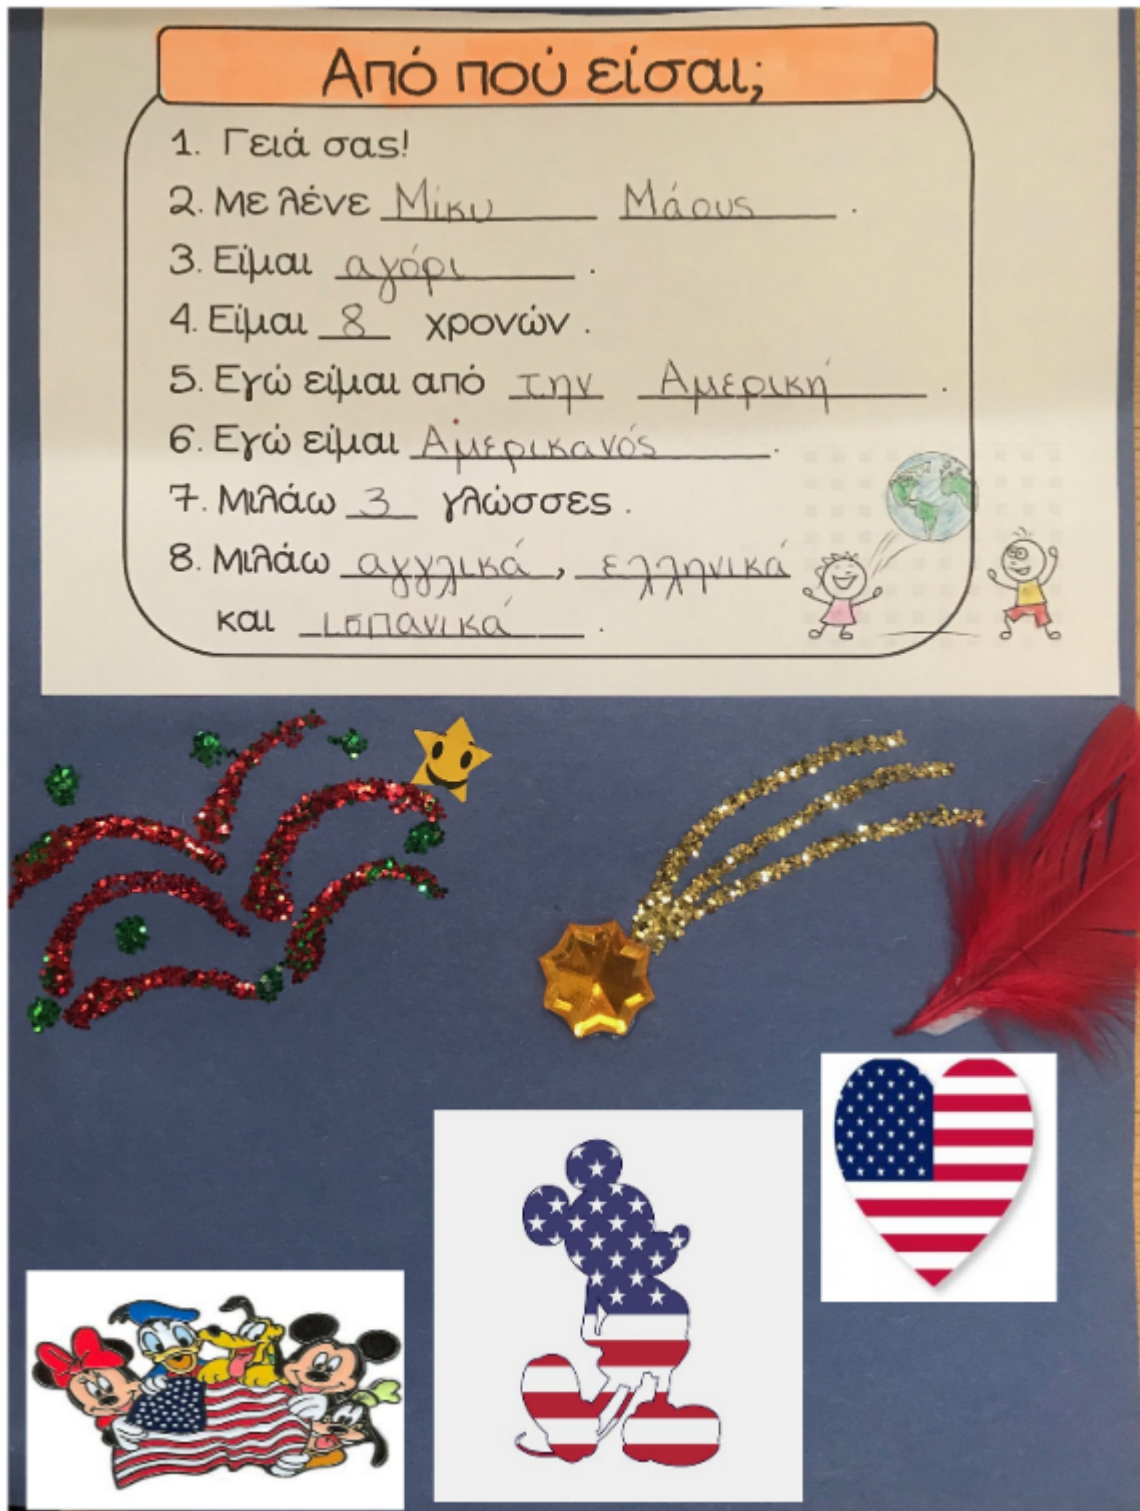 Από πού είσαι;
1. Γειά σας!
2. Με λένε Μίκυ Μάους.
3. Είμαι αγόρι.
4. Είμαι 8 χρονών.
5. Εγώ είμαι από την Αμερική.
6. Εγώ είμαι Αμερικανός.
7. Μιλάω 3 γλώσσες.
8. Μιλάω αγγλικά, ελληνικά
και ισπανικά.